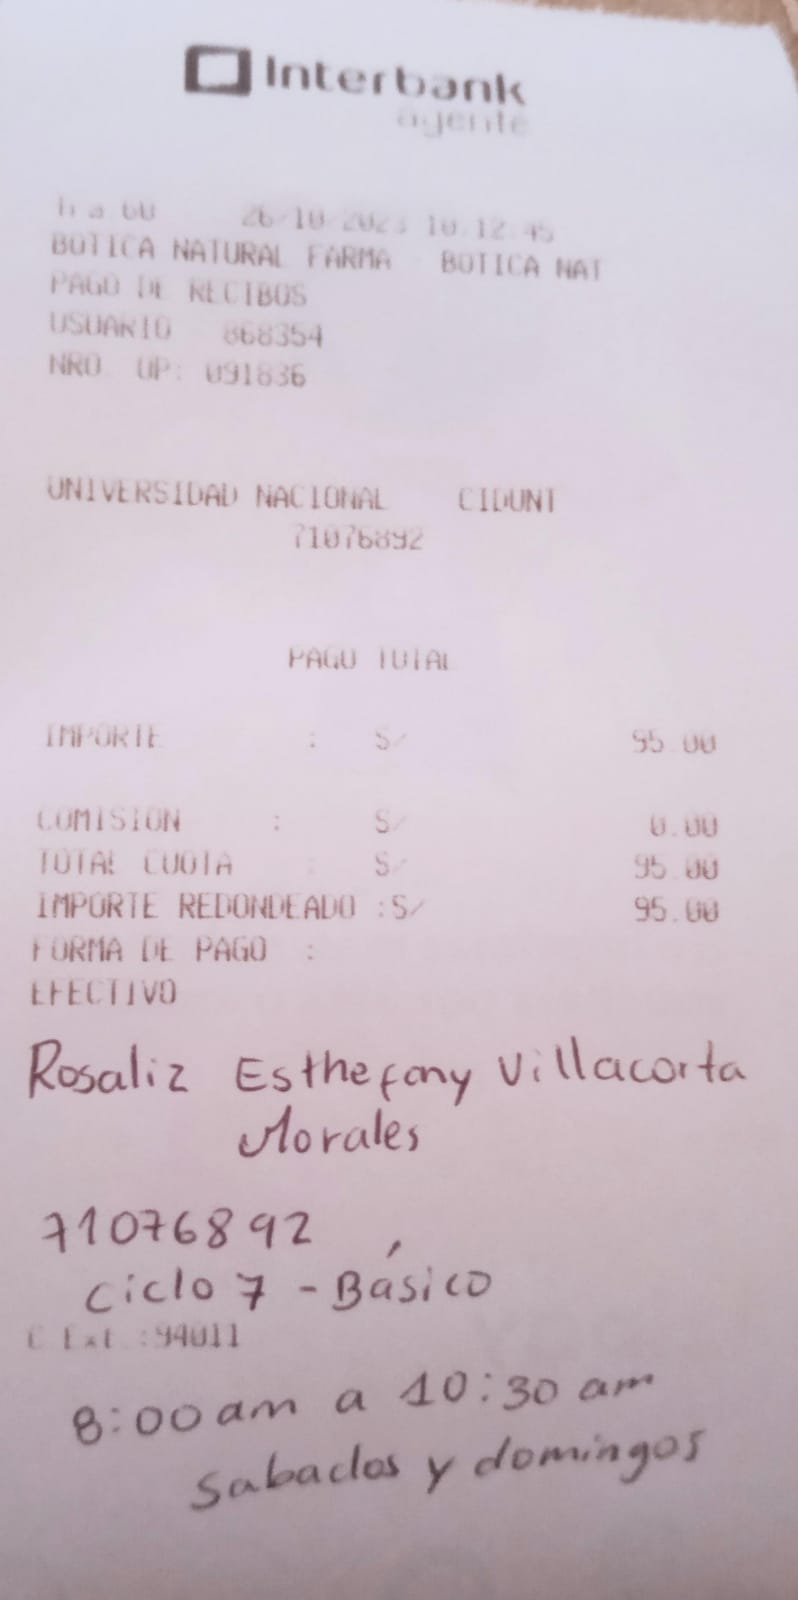 Interbank
agente
26/10/2023 10:12:45
BOTICA NATURAL FARMA BOTICA NAT
PAGO DE RECIBOS
USUARIO 868354
NRO UP: 091836
UNIVERSIDAD NACIONAL CIDUNT
71076892
PAGO TOTAL
IMPORTE : S/ 95.00
COMISION : S/ 0.00
TOTAL CUOTA : S/ 95.00
IMPORTE REDONDEADO :S/ 95.00
FORMA DE PAGO :
EFECTIVO
Rosaliz Esthefany Villacorta
Morales
71076892
Ciclo 7 - Básico
C Ext :94011
8:00 am a 10:30 am
Sabados y domingos